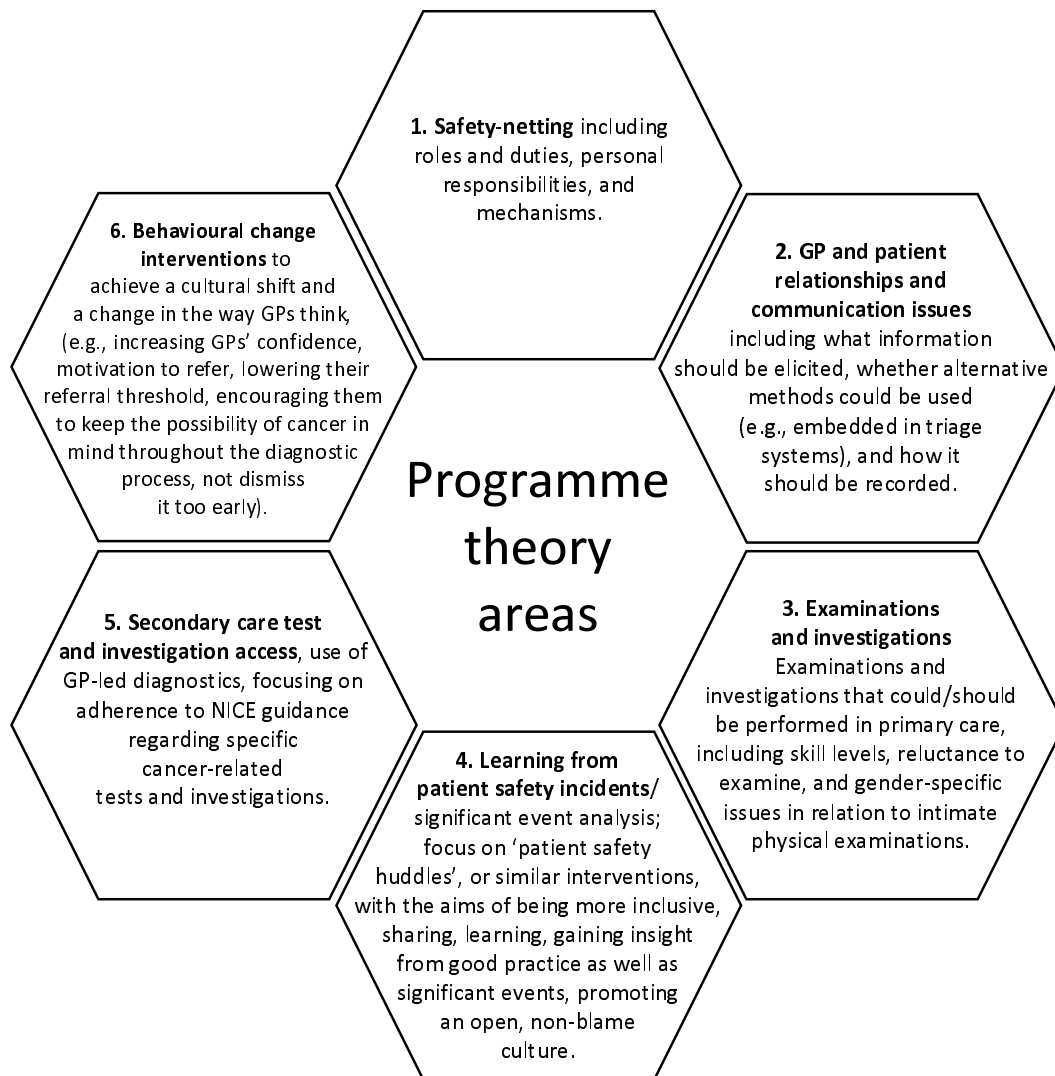 1. Safety-netting including
roles and duties, personal
responsibilities, and
mechanisms.
2. GP and patient
relationships and
communication issues
including what information
should be elicited, whether alternative
methods could be used
(e.g., embedded in triage
systems), and how it
should be recorded.
3. Examinations
and investigations
Examinations and
investigations that could/should
be performed in primary care,
including skill levels, reluctance to
examine, and gender-specific
issues in relation to intimate
physical examinations.
4. Learning from
patient safety incidents/
significant event analysis;
focus on ‘patient safety
huddles’, or similar interventions,
with the aims of being more inclusive,
sharing, learning, gaining insight
from good practice as well as
significant events, promoting
an open, non-blame
culture.
5. Secondary care test
and investigation access, use of
GP-led diagnostics, focusing on
adherence to NICE guidance
regarding specific
cancer-related
tests and investigations.
6. Behavioural change
interventions to
achieve a cultural shift and
a change in the way GPs think,
(e.g., increasing GPs’ confidence,
motivation to refer, lowering their
referral threshold, encouraging them
to keep the possibility of cancer in
mind throughout the diagnostic
process, not dismiss
it too early).
Programme
theory
areas